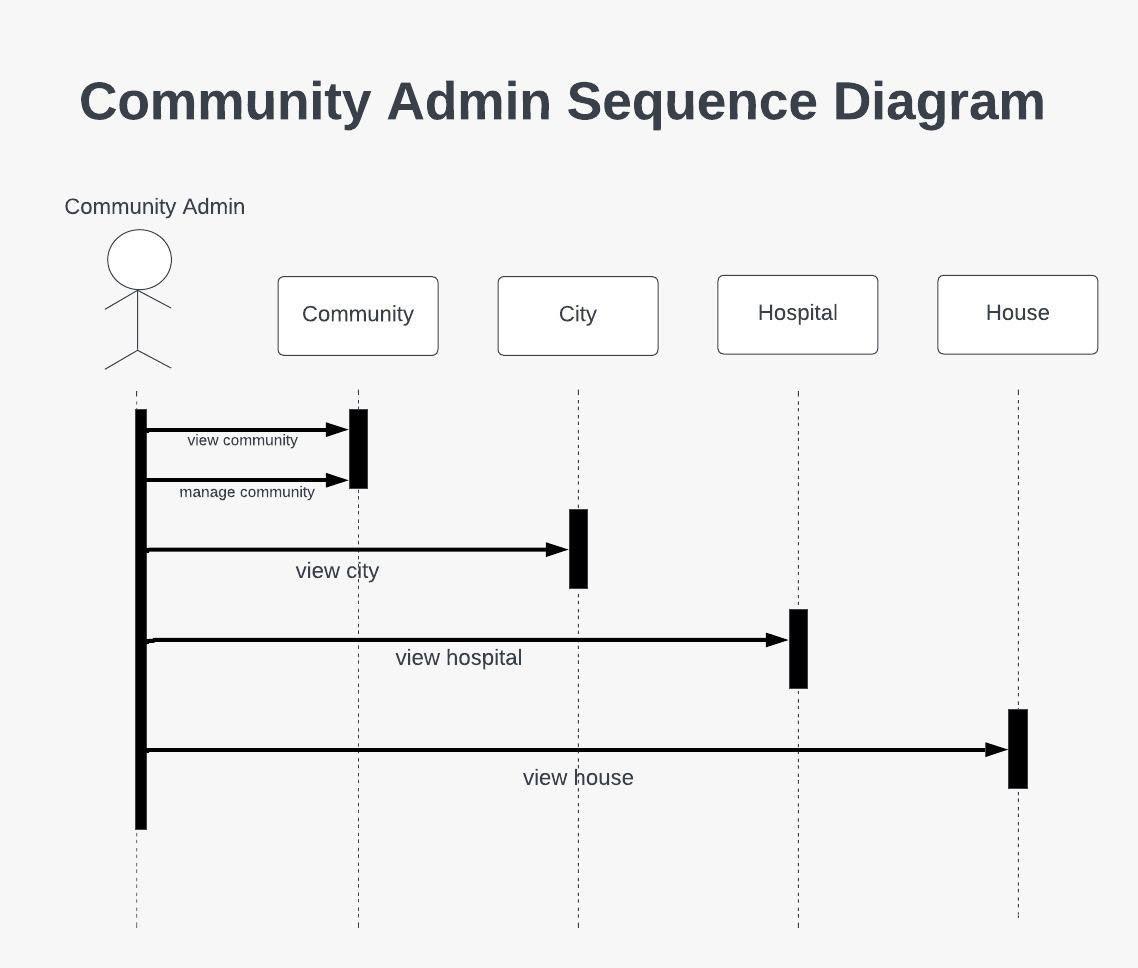 Community Admin Sequence Diagram
Community Admin
Community
City
Hospital
House
view community
manage community
view city
view hospital
view house